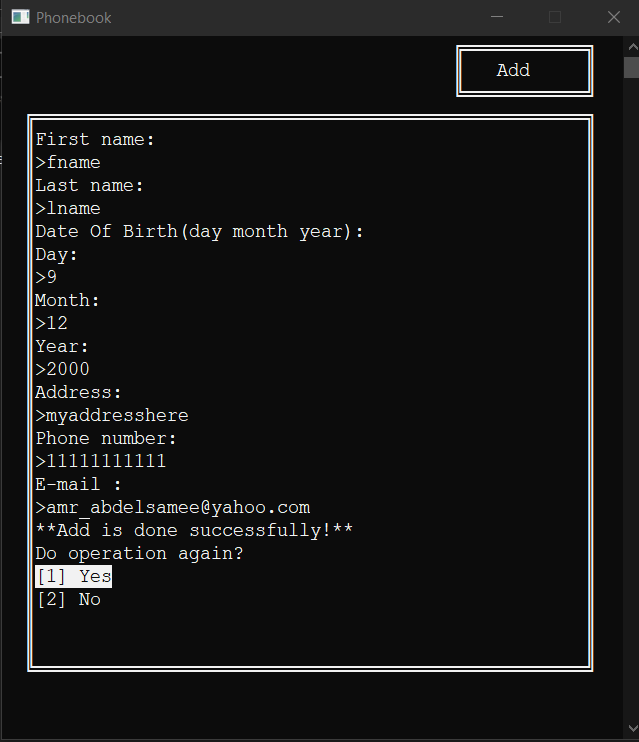 Phonebook
Add
First name:
>fname
Last name:
>lname
Date Of Birth(day month year):
Day:
>9
Month:
>12
Year:
>2000
Address:
>myaddresshere
Phone number:
>11111111111
E-mail :
>amr_abdelsamee@yahoo.com
**Add is done successfully!**
Do operation again?
[1] Yes
[2] No